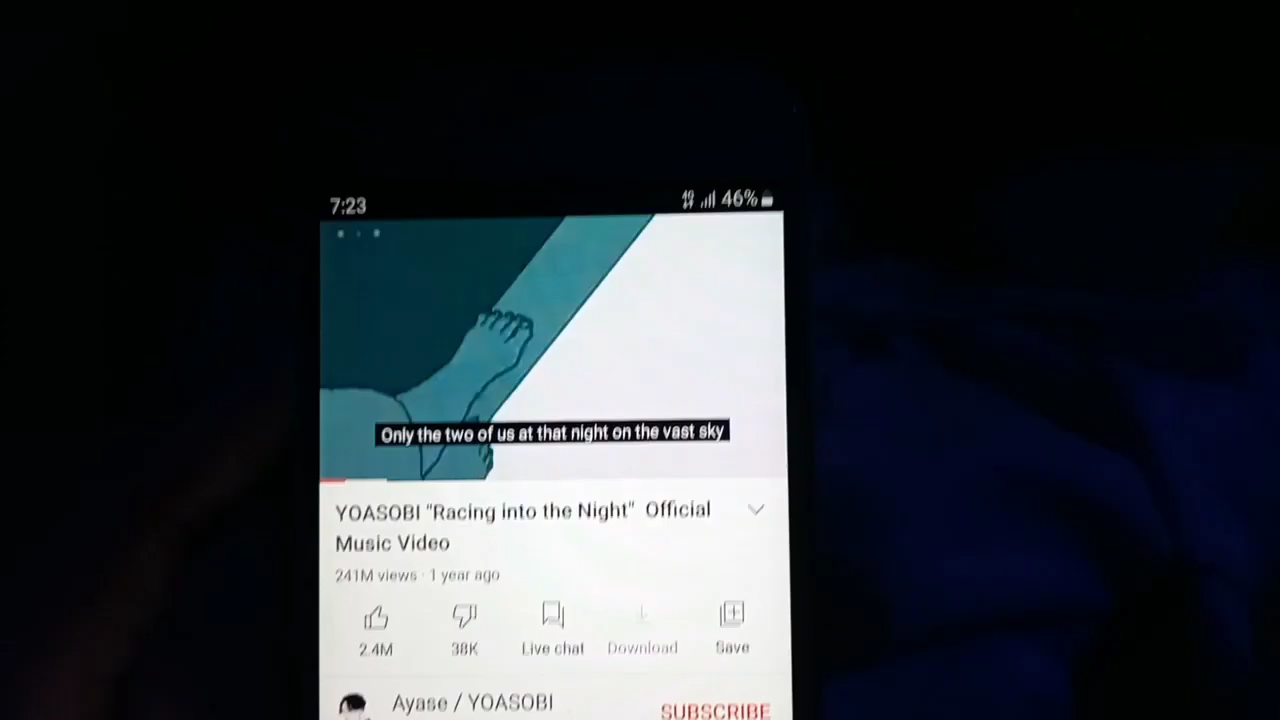 7:23
4G 46%
Only the two of us at that night on the vast sky
YOASOBI "Racing into the Night" Official
Music Video
241M views · 1 year ago
2.4M 38K Live chat Download Save
Ayase / YOASOBI
SUBSCRIBE